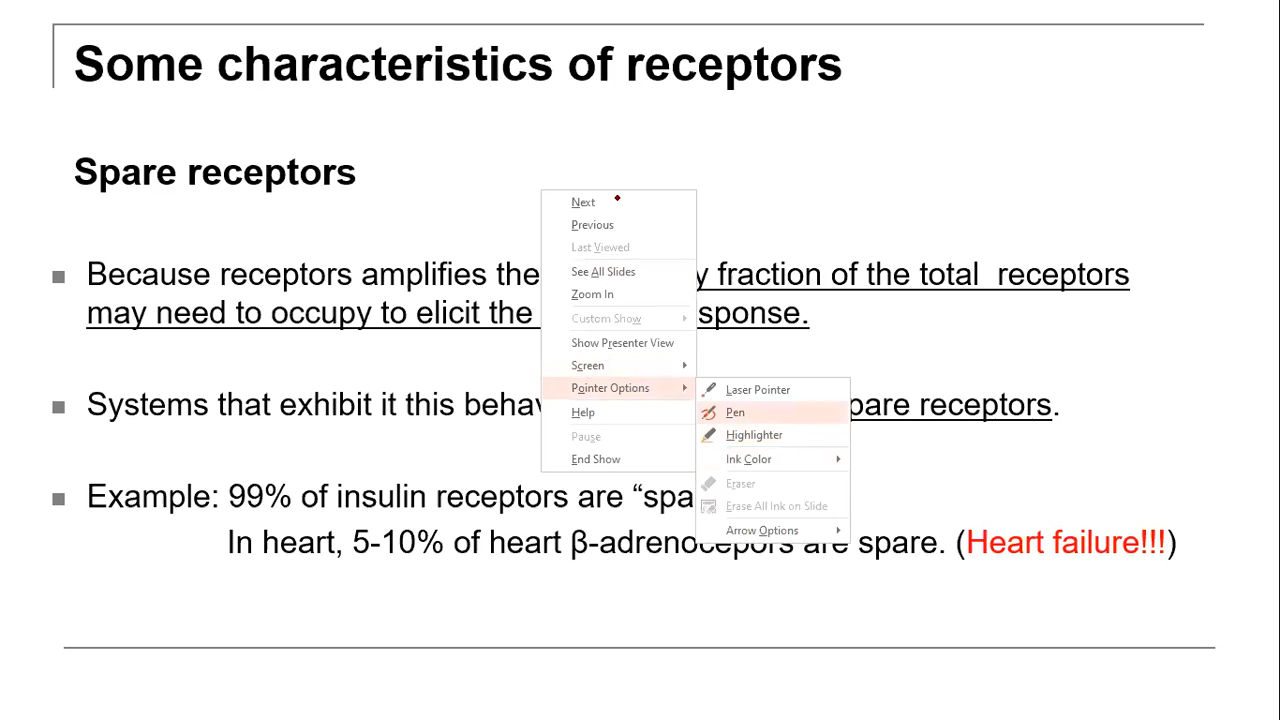 Some characteristics of receptors
Spare receptors
Because receptors amplifies the y fraction of the total receptors
may need to occupy to elicit the sponse.
Systems that exhibit it this behav pare receptors.
Example: 99% of insulin receptors are “spa
In heart, 5-10% of heart β-adrenocepors are spare. (Heart failure!!!)
Next
Previous
Last Viewed
See All Slides
Zoom In
Custom Show
Show Presenter View
Screen
Pointer Options
Help
Pause
End Show
Laser Pointer
Pen
Highlighter
Ink Color
Eraser
Erase All Ink on Slide
Arrow Options